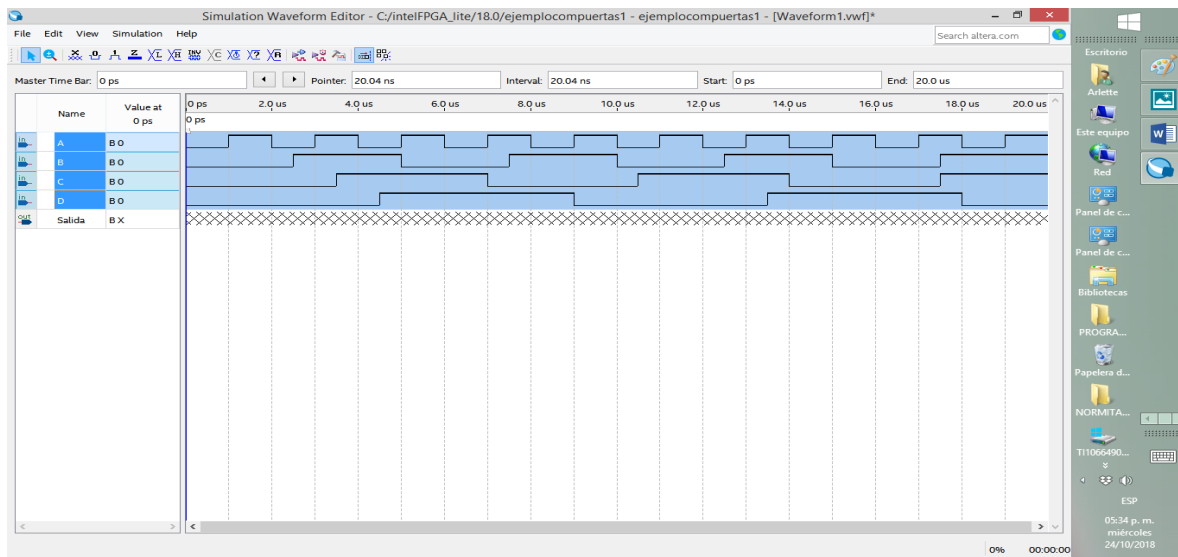 Simulation Waveform Editor - C:/intelFPGA_lite/18.0/ejemplocompuertas1 - ejemplocompuertas1 - [Waveform1.vwf]*
File Edit View Simulation Help
Search altera.com
Master Time Bar: 0 ps Pointer: 20.04 ns Interval: 20.04 ns Start: 0 ps End: 20.0 us
Name Value at 0 ps
0 ps 2.0 us 4.0 us 6.0 us 8.0 us 10.0 us 12.0 us 14.0 us 16.0 us 18.0 us 20.0 us
0 ps
in A B 0
in B B 0
in C B 0
in D B 0
out Salida B X
0% 00:00:00
Escritorio
Arlette
Este equipo
Red
Panel de c...
Panel de c...
Bibliotecas
PROGRA...
Papelera d...
NORMITA...
TI1066490...
ESP
05:34 p. m.
miércoles
24/10/2018